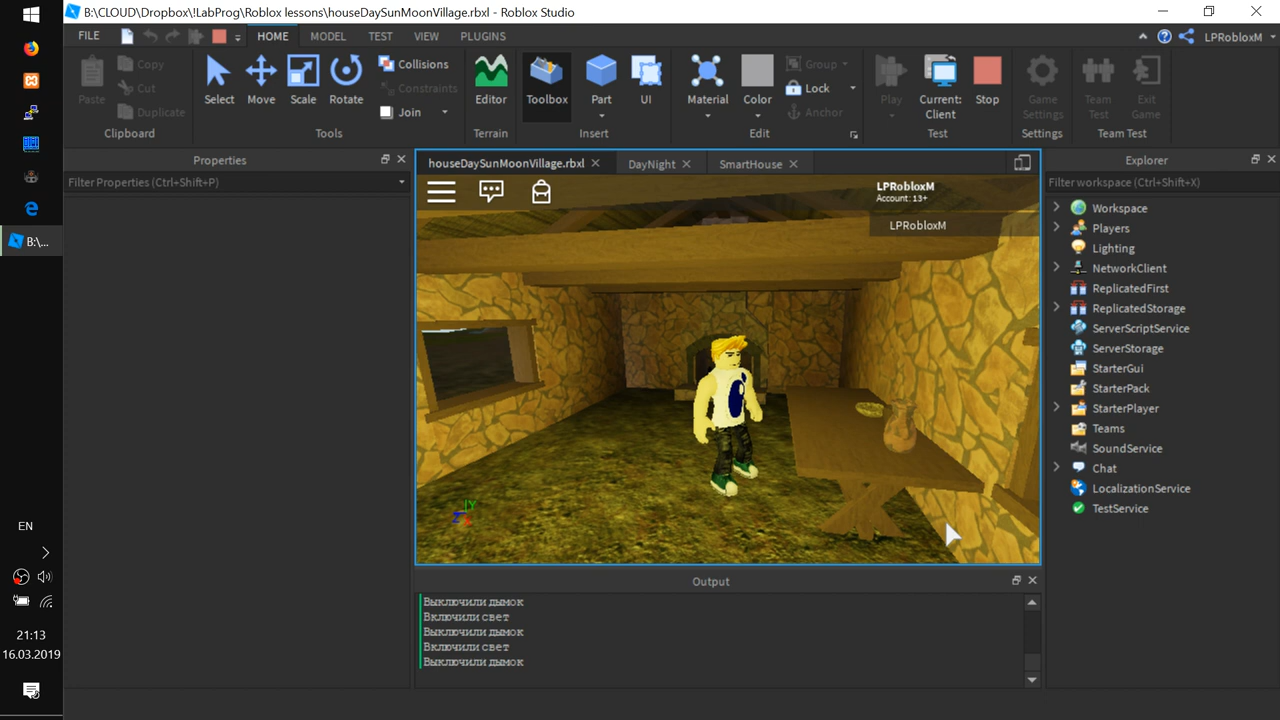 B:\CLOUD\Dropbox\!LabProg\Roblox lessons\houseDaySunMoonVillage.rbxl - Roblox Studio
FILE HOME MODEL TEST VIEW PLUGINS LPRobloxM
Paste Copy Cut Duplicate Clipboard
Select Move Scale Rotate Collisions Constraints Join Tools
Editor Terrain
Toolbox Part UI Insert
Material Color Group Lock Anchor Edit
Play Current: Client Stop Test
Game Settings Settings
Team Test Exit Game Team Test
Properties
Filter Properties (Ctrl+Shift+P)
houseDaySunMoonVillage.rbxl DayNight SmartHouse
LPRobloxM
Account: 13+
LPRobloxM
Y
Z X
Output
Выключили дымок
Включили свет
Выключили дымок
Включили свет
Выключили дымок
Explorer
Filter workspace (Ctrl+Shift+X)
Workspace
Players
Lighting
NetworkClient
ReplicatedFirst
ReplicatedStorage
ServerScriptService
ServerStorage
StarterGui
StarterPack
StarterPlayer
Teams
SoundService
Chat
LocalizationService
TestService
B:\...
EN
21:13
16.03.2019